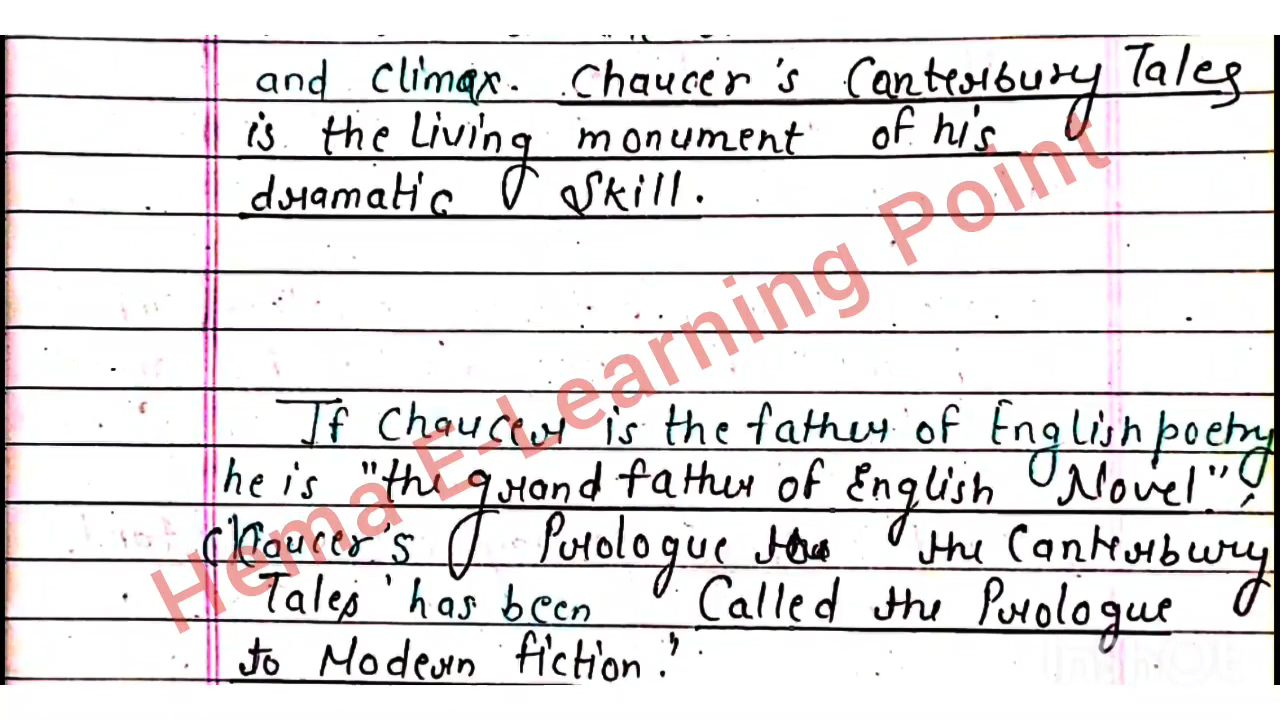 and Climax. Chaucer's Canterbury Tales
is the Living monument of his
dramatic Skill.
If Chaucer is the father of English poetry
he is "the grand father of English Novel",
Chaucer's Prologue the Canterbury
Tales' has been Called the Prologue
to Modern fiction.'
Hema E-Learning Point